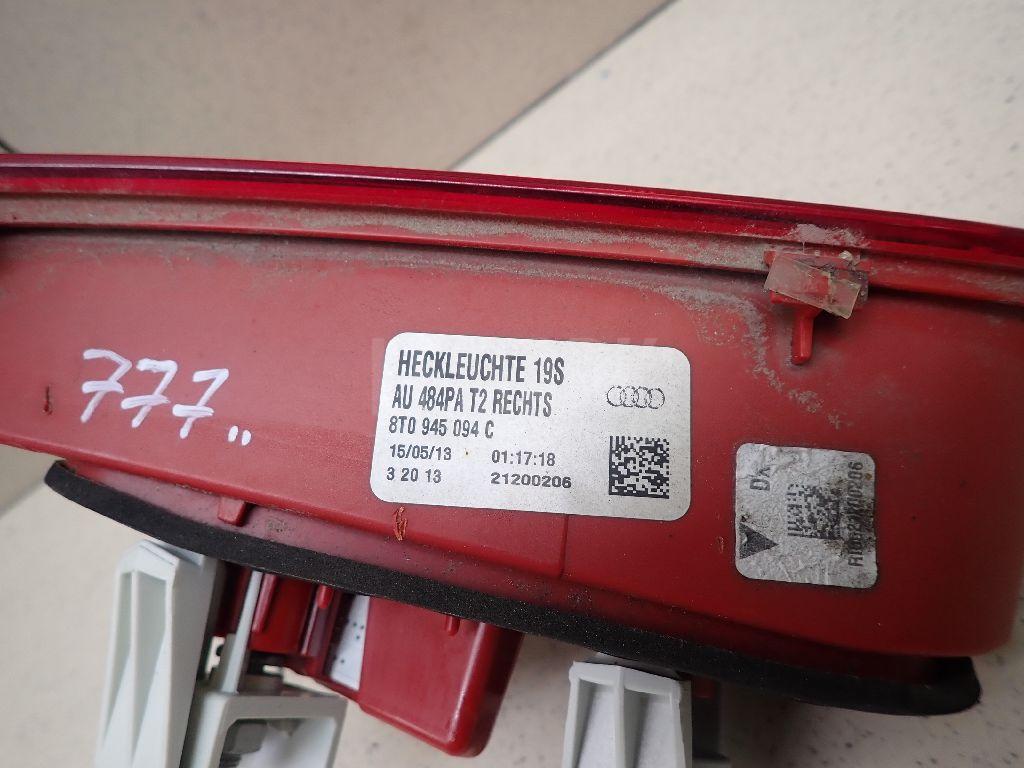 777"
HECKLEUCHTE 19S
AU 484PA T2 RECHTS
8T0 945 094 C
15/05/13 01:17:18
3 20 13 21200206
DX